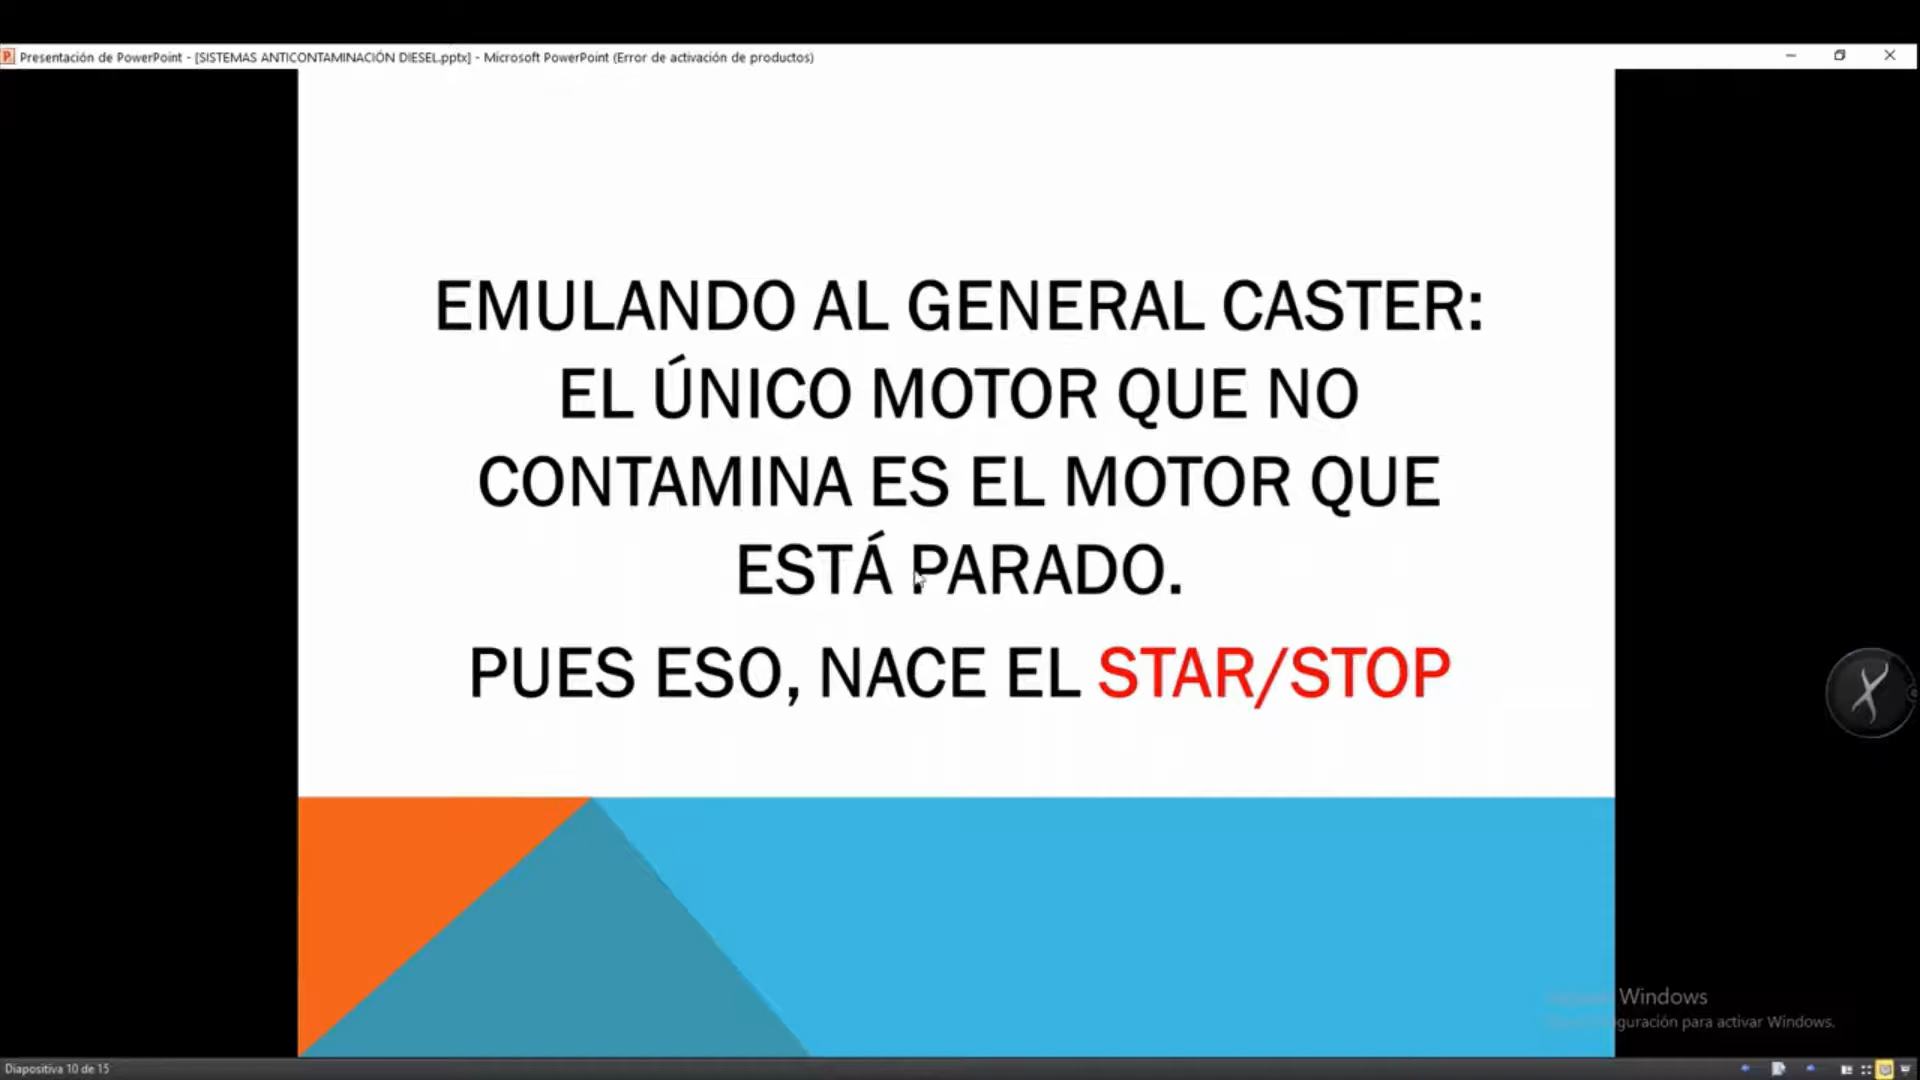 Presentación de PowerPoint - [SISTEMAS ANTICONTAMINACIÓN DIESEL.pptx] - Microsoft PowerPoint (Error de activación de productos)
EMULANDO AL GENERAL CASTER:
EL ÚNICO MOTOR QUE NO
CONTAMINA ES EL MOTOR QUE
ESTÁ PARADO.
PUES ESO, NACE EL STAR/STOP
Windows
para activar Windows.
Diapositiva 10 de 15